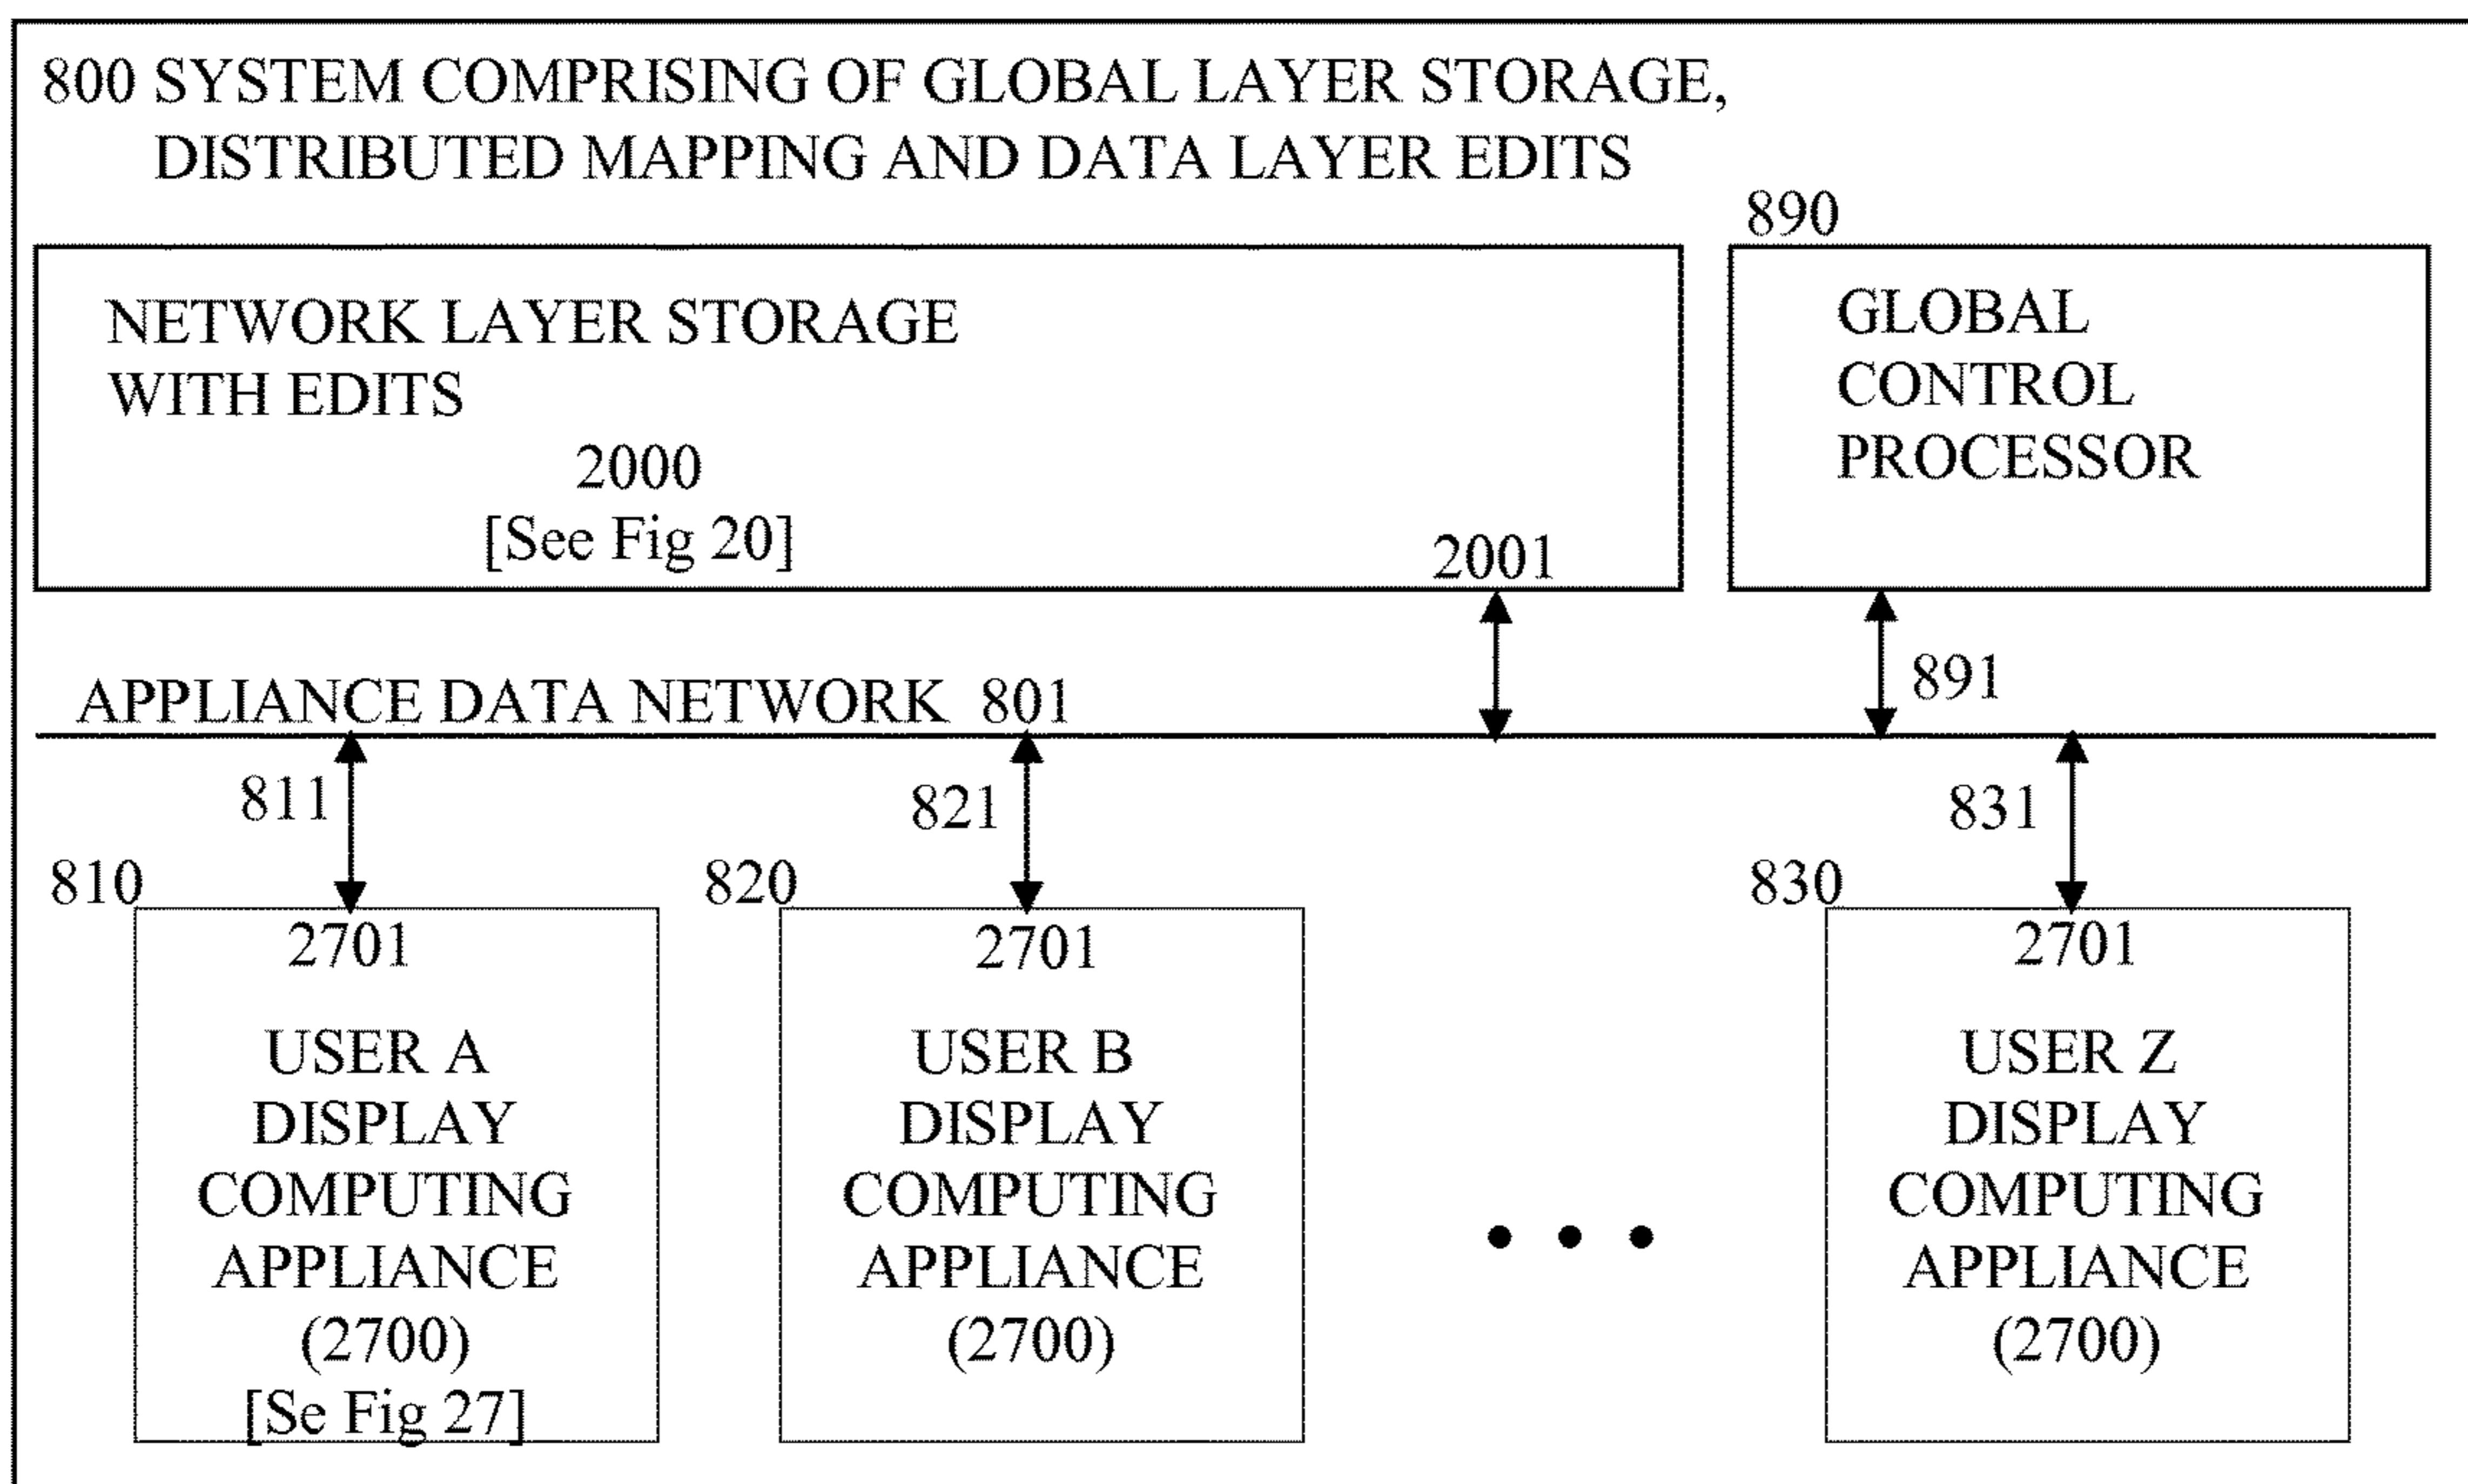 800 SYSTEM COMPRISING OF GLOBAL LAYER STORAGE,
DISTRIBUTED MAPPING AND DATA LAYER EDITS
890
NETWORK LAYER STORAGE
WITH EDITS
2000
[See Fig 20]
2001
GLOBAL
CONTROL
PROCESSOR
891
APPLIANCE DATA NETWORK 801
811
821
831
810
820
830
2701
USER A
DISPLAY
COMPUTING
APPLIANCE
(2700)
[Se Fig 27]
2701
USER B
DISPLAY
COMPUTING
APPLIANCE
(2700)
• • •
2701
USER Z
DISPLAY
COMPUTING
APPLIANCE
(2700)